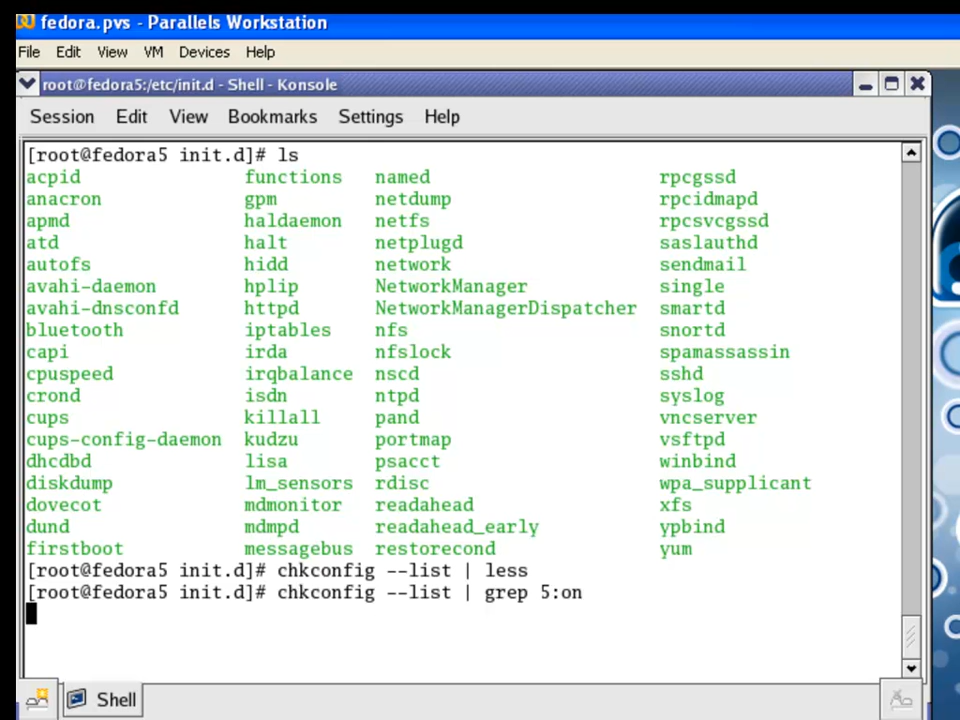 fedora.pvs - Parallels Workstation
File Edit View VM Devices Help
root@fedora5:/etc/init.d - Shell - Konsole
Session Edit View Bookmarks Settings Help
[root@fedora5 init.d]# ls
acpid functions named rpcgssd
anacron gpm netdump rpcidmapd
apmd haldaemon netfs rpcsvcgssd
atd halt netplugd saslauthd
autofs hidd network sendmail
avahi-daemon hplip NetworkManager single
avahi-dnsconfd httpd NetworkManagerDispatcher smartd
bluetooth iptables nfs snortd
capi irda nfslock spamassassin
cpuspeed irqbalance nscd sshd
crond isdn ntpd syslog
cups killall pand vncserver
cups-config-daemon kudzu portmap vsftpd
dhcdbd lisa psacct winbind
diskdump lm_sensors rdisc wpa_supplicant
dovecot mdmonitor readahead xfs
dund mdmpd readahead_early ypbind
firstboot messagebus restorecond yum
[root@fedora5 init.d]# chkconfig --list | less
[root@fedora5 init.d]# chkconfig --list | grep 5:on
Shell